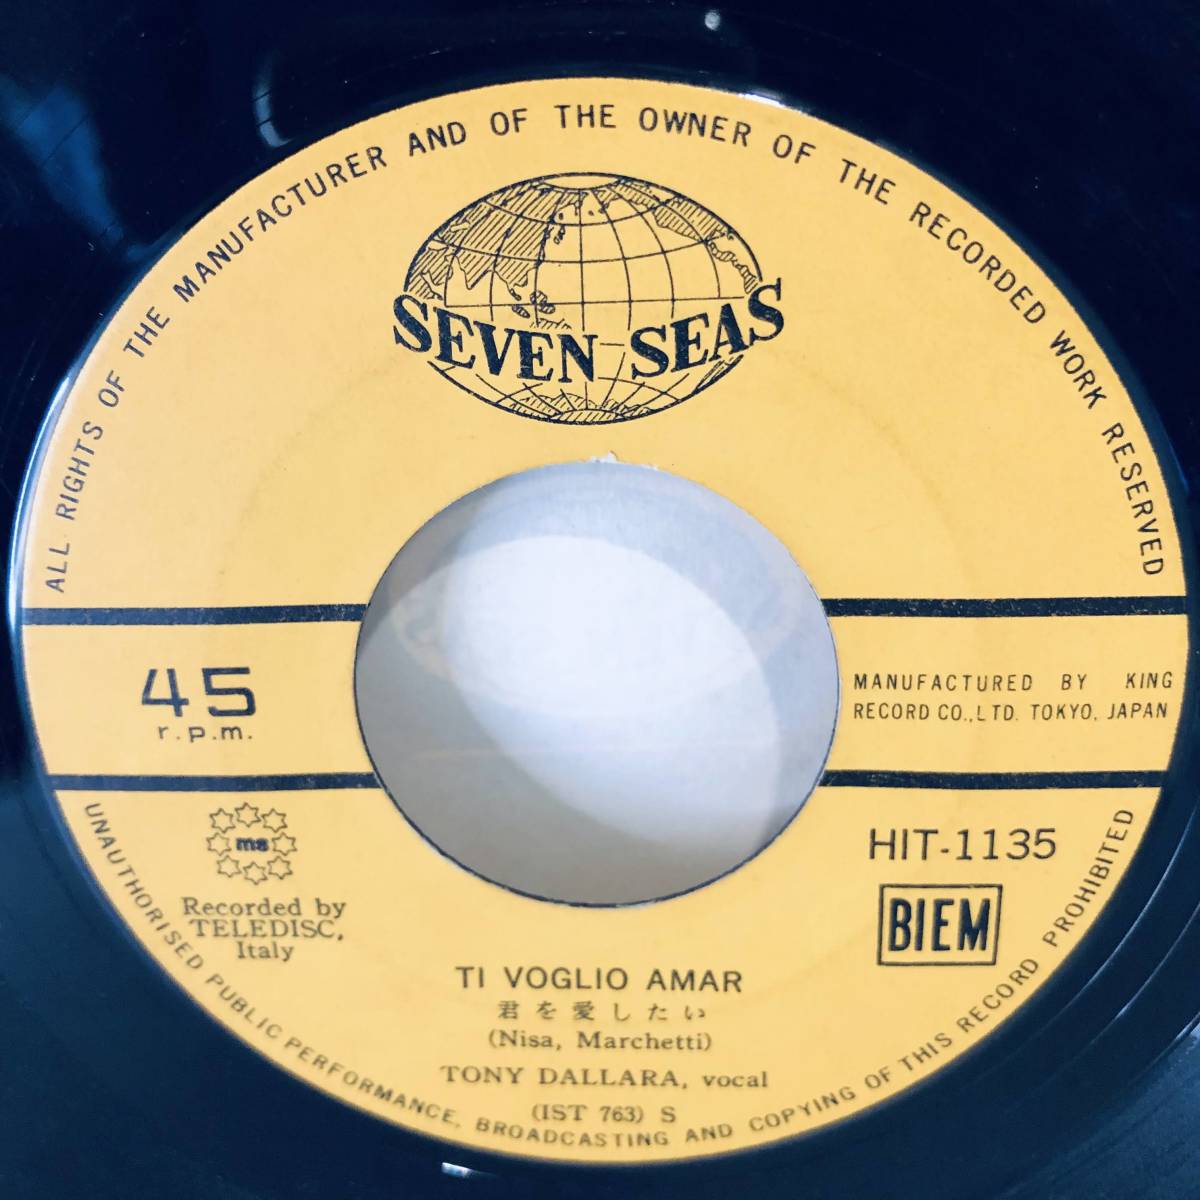 ALL RIGHTS OF THE MANUFACTURER AND OF THE OWNER OF THE RECORDED WORK RESERVED
SEVEN SEAS
45
r.p.m.
MANUFACTURED BY KING
RECORD CO.,LTD. TOKYO, JAPAN
ms
Recorded by
TELEDISC,
Italy
HIT-1135
BIEM
TI VOGLIO AMAR
君を愛したい
(Nisa, Marchetti)
TONY DALLARA, vocal
(IST 763) S
UNAUTHORISED PUBLIC PERFORMANCE, BROADCASTING AND COPYING OF THIS RECORD PROHIBITED